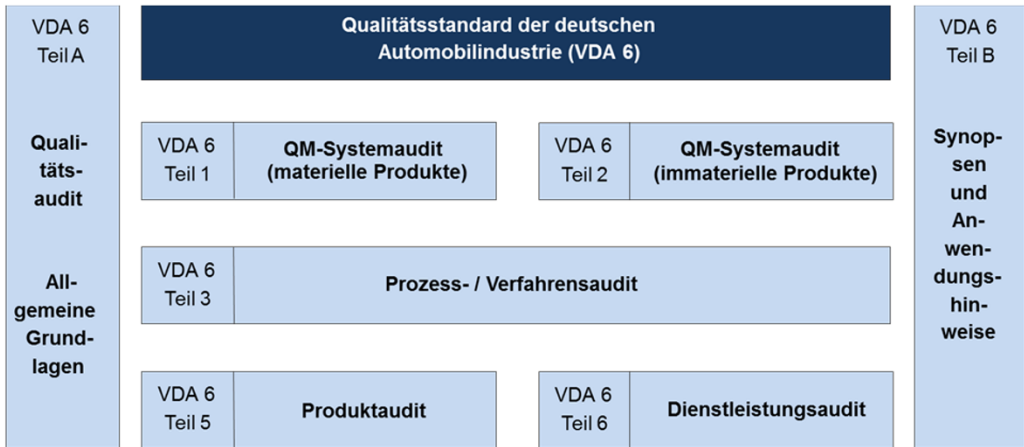 VDA 6
Teil A
Quali-
täts-
audit
All-
gemeine
Grund-
lagen
Qualitätsstandard der deutschen
Automobilindustrie (VDA 6)
VDA 6
Teil 1
QM-Systemaudit
(materielle Produkte)
VDA 6
Teil 2
QM-Systemaudit
(immaterielle Produkte)
VDA 6
Teil 3
Prozess- / Verfahrensaudit
VDA 6
Teil 5
Produktaudit
VDA 6
Teil 6
Dienstleistungsaudit
VDA 6
Teil B
Synop-
sen
und
An-
wen-
dungs-
hin-
weise